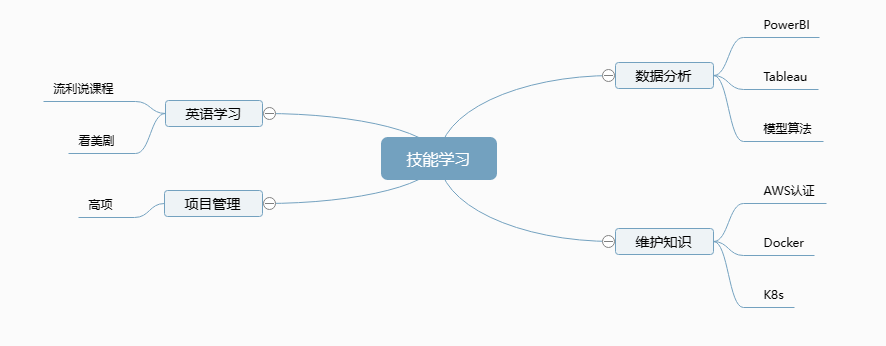 技能学习
数据分析
PowerBI
Tableau
模型算法
维护知识
AWS认证
Docker
K8s
英语学习
流利说课程
看美剧
项目管理
高项